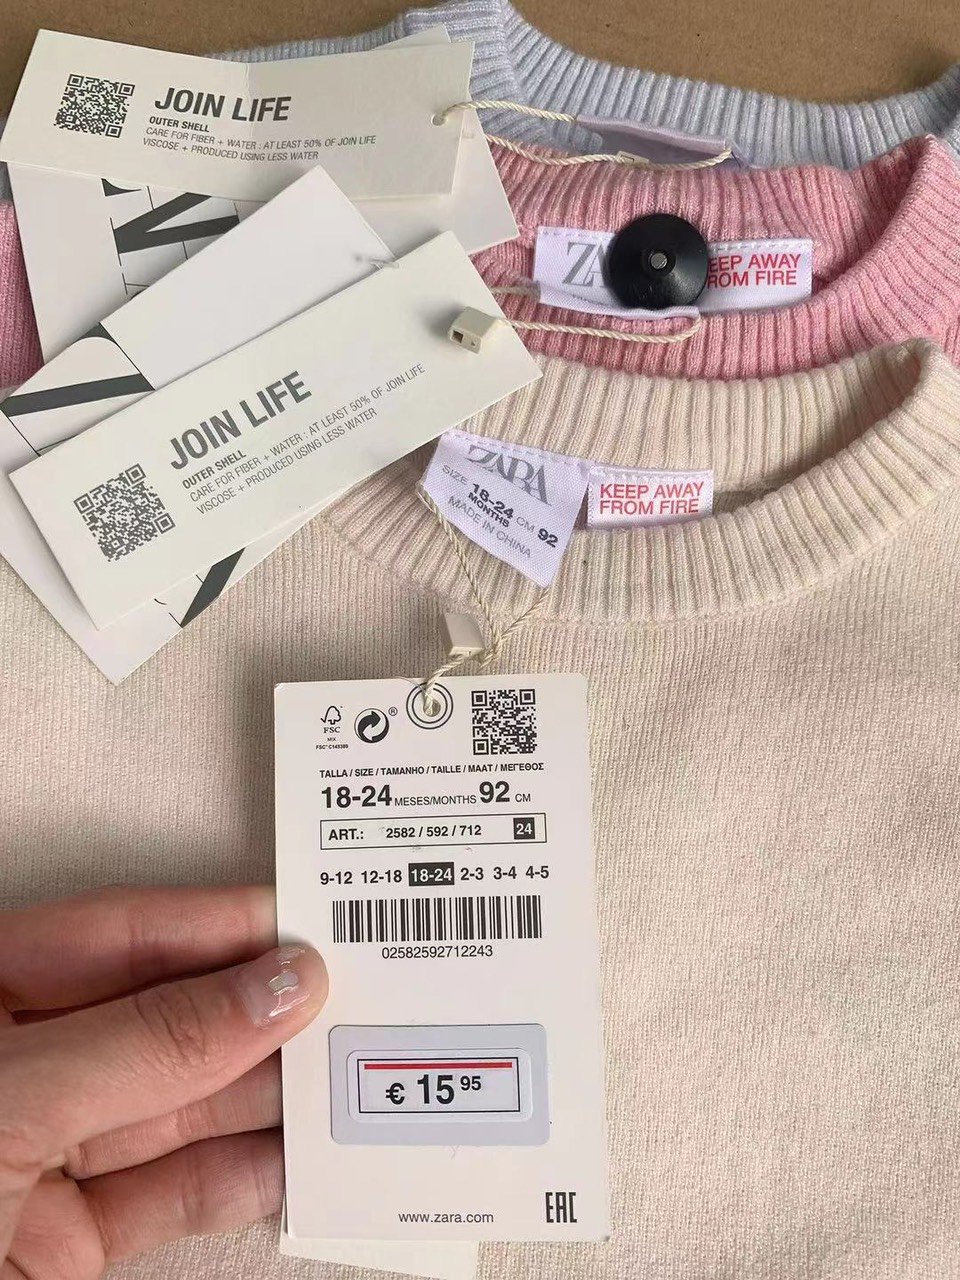 JOIN LIFE
OUTER SHELL
CARE FOR FIBER + WATER : AT LEAST 50% OF JOIN LIFE
VISCOSE + PRODUCED USING LESS WATER
JOIN LIFE
OUTER SHELL
CARE FOR FIBER + WATER : AT LEAST 50% OF JOIN LIFE
VISCOSE + PRODUCED USING LESS WATER
KEEP AWAY
FROM FIRE
ZARA
SIZE 18-24 CM 92
MONTHS
MADE IN CHINA
KEEP AWAY
FROM FIRE
FSC
MIX
FSC® C143389
®
TALLA / SIZE / TAMANHO / TAILLE / MAAT / ΜΕΓΕΘΟΣ
18-24 MESES/MONTHS 92 CM
ART.: 2582 / 592 / 712 24
9-12 12-18 18-24 2-3 3-4 4-5
02582592712243
€ 15 95
www.zara.com
EAC